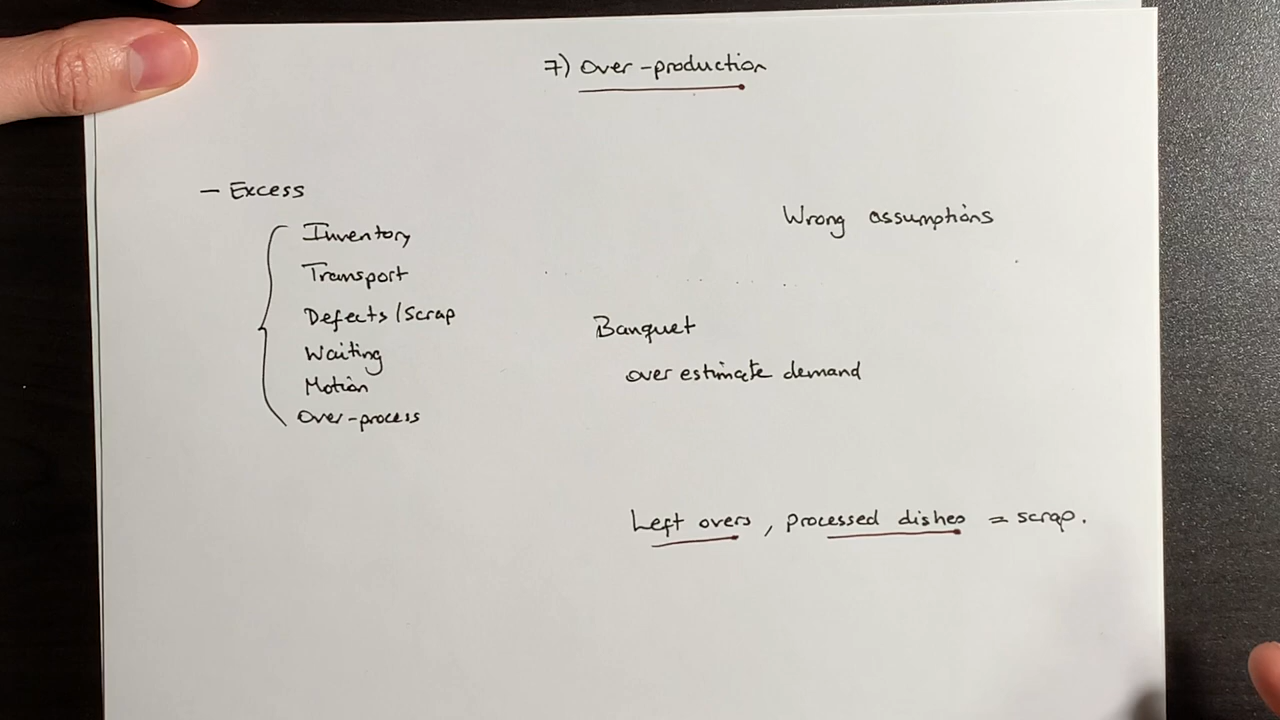 7) Over-production
- Excess
Inventory
Transport
Defects/Scrap
Waiting
Motion
Over-process
Wrong assumptions
Banquet
over estimate demand
Left overs, processed dishes = scrap.